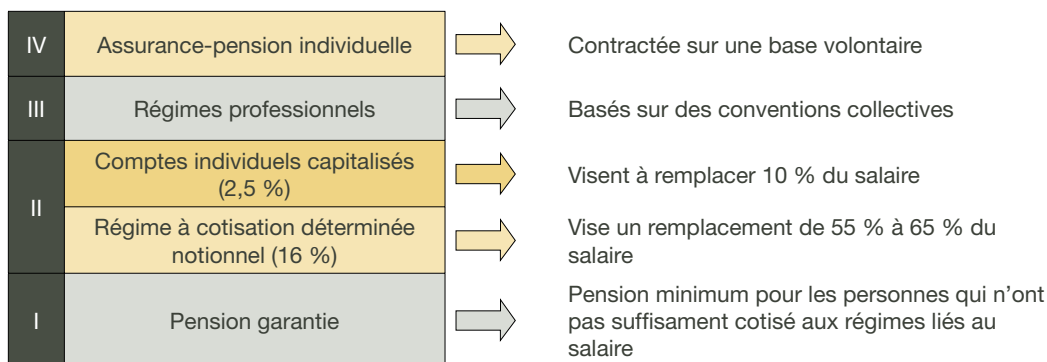 IV
Assurance-pension individuelle
Contractée sur une base volontaire
III
Régimes professionnels
Basés sur des conventions collectives
II
Comptes individuels capitalisés
(2,5 %)
Visent à remplacer 10 % du salaire
Régime à cotisation déterminée
notionnel (16 %)
Vise un remplacement de 55 % à 65 % du
salaire
I
Pension garantie
Pension minimum pour les personnes qui n’ont
pas suffisament cotisé aux régimes liés au
salaire